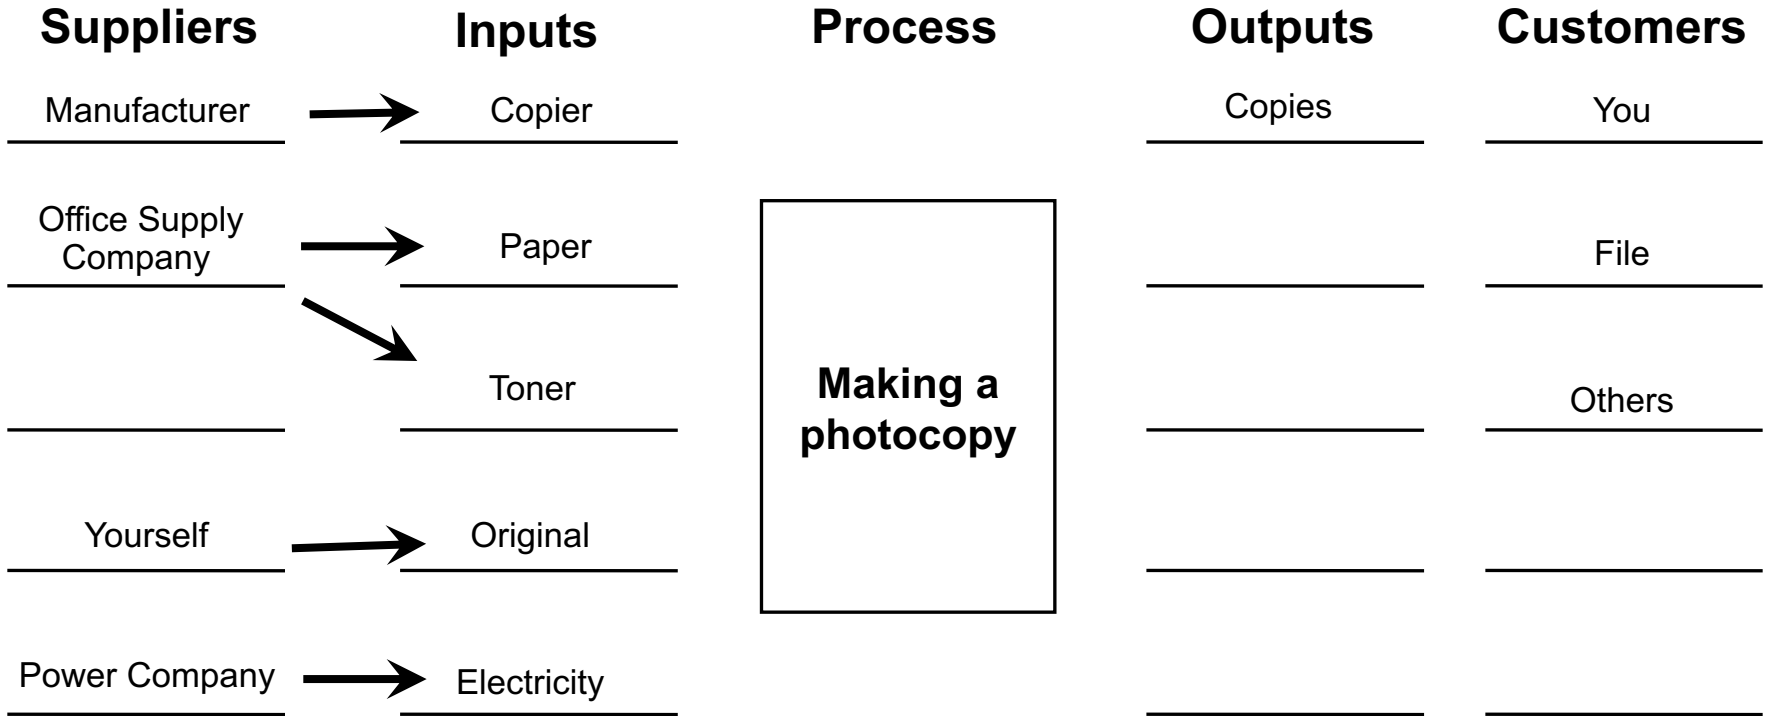 Suppliers
Inputs
Process
Outputs
Customers
Manufacturer
Copier
Copies
You
Office Supply
Company
Paper
File
Toner
Making a
photocopy
Others
Yourself
Original
Power Company
Electricity